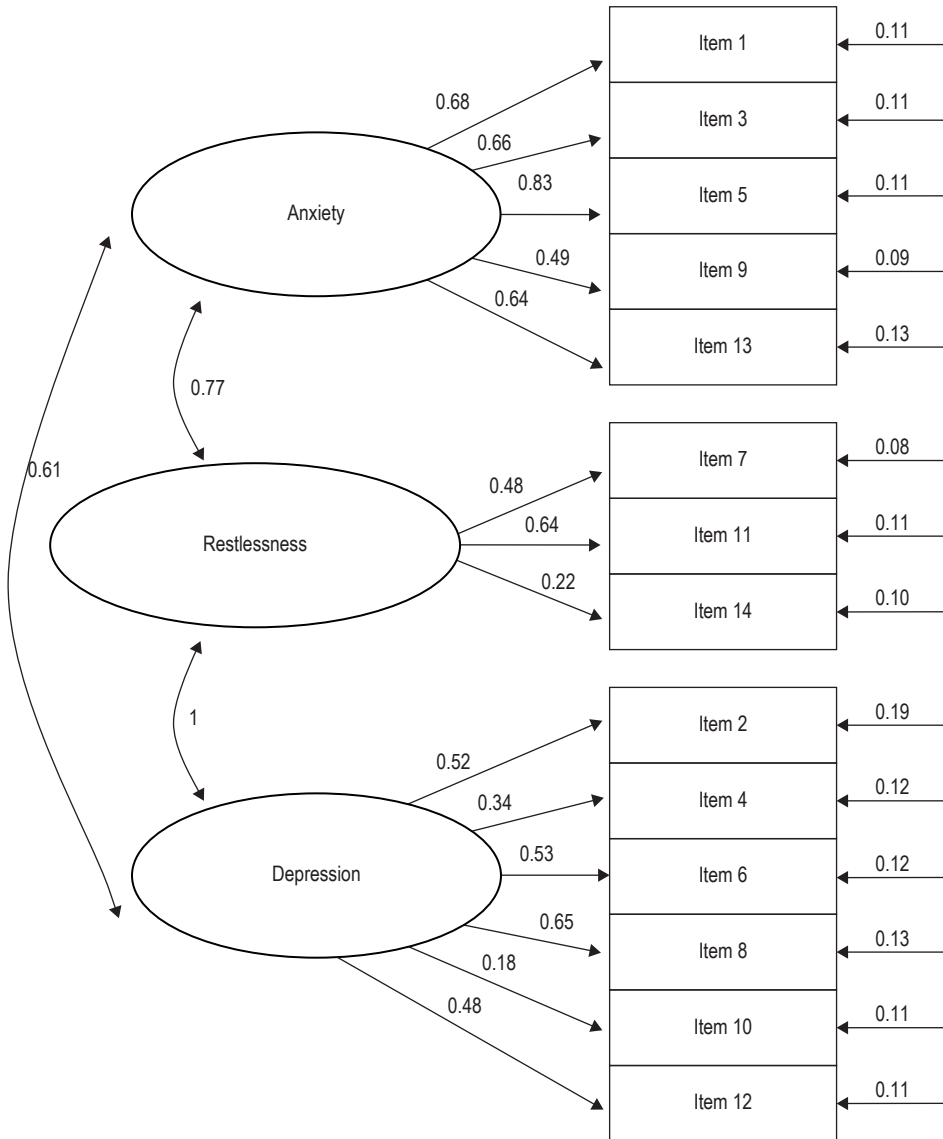 Item 1
0.11
0.68
Item 3
0.11
0.66
Anxiety
0.83
Item 5
0.11
0.49
Item 9
0.09
0.64
Item 13
0.13
0.77
0.61
Restlessness
0.48
Item 7
0.08
0.64
Item 11
0.11
0.22
Item 14
0.10
1
Depression
0.52
Item 2
0.19
0.34
Item 4
0.12
0.53
Item 6
0.12
0.65
Item 8
0.13
0.18
Item 10
0.11
0.48
Item 12
0.11